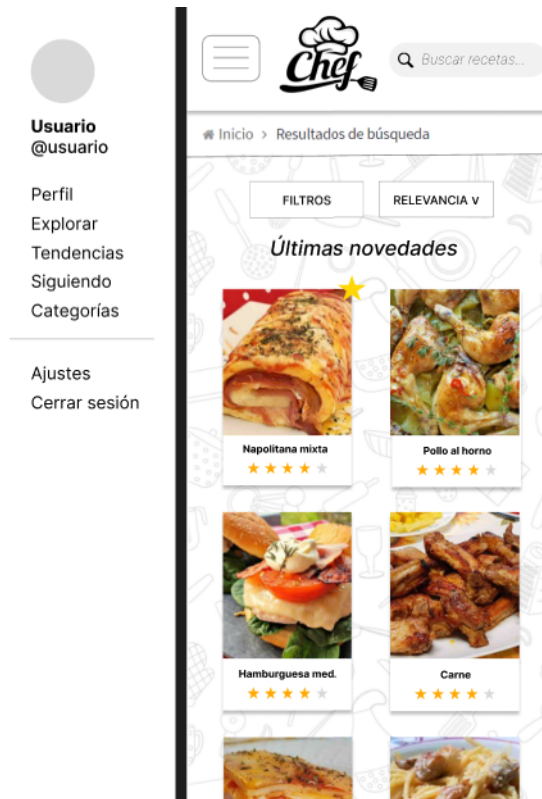 Usuario
@usuario
Perfil
Explorar
Tendencias
Siguiendo
Categorías
Ajustes
Cerrar sesión
Chef
Buscar recetas...
Inicio > Resultados de búsqueda
FILTROS
RELEVANCIA v
Últimas novedades
Napolitana mixta
Pollo al horno
Hamburguesa med.
Carne